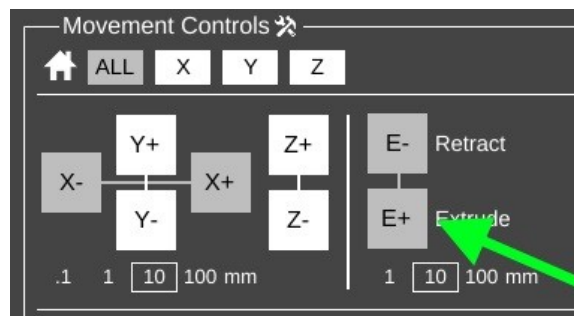 Movement Controls
ALL X Y Z
Y+ Z+ E- Retract
X- X+
Y- Z- E+ Extrude
.1 1 10 100 mm 1 10 100 mm